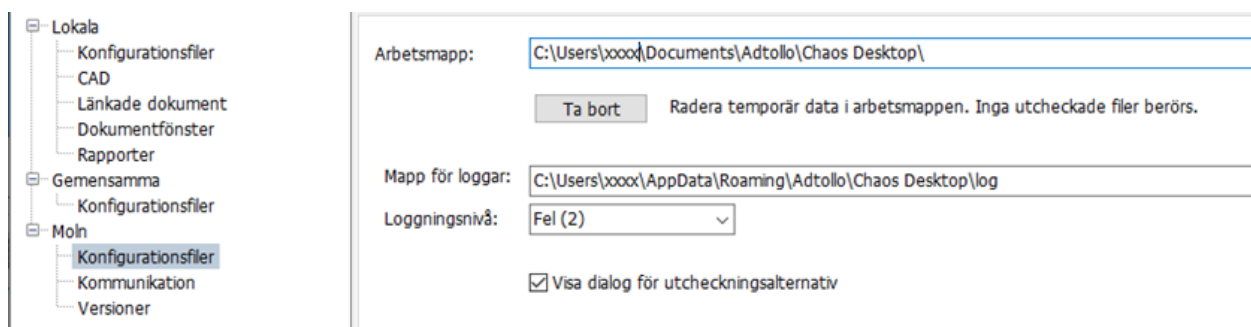 Lokala
Konfigurationsfiler
CAD
Länkade dokument
Dokumentfönster
Rapporter
Gemensamma
Konfigurationsfiler
Moln
Konfigurationsfiler
Kommunikation
Versioner
Arbetsmapp: C:\Users\xxxx\Documents\Adtollo\Chaos Desktop\
Ta bort Radera temporär data i arbetsmappen. Inga utcheckade filer berörs.
Mapp för loggar: C:\Users\xxxx\AppData\Roaming\Adtollo\Chaos Desktop\log
Loggningsnivå: Fel (2)
Visa dialog för utcheckningsalternativ